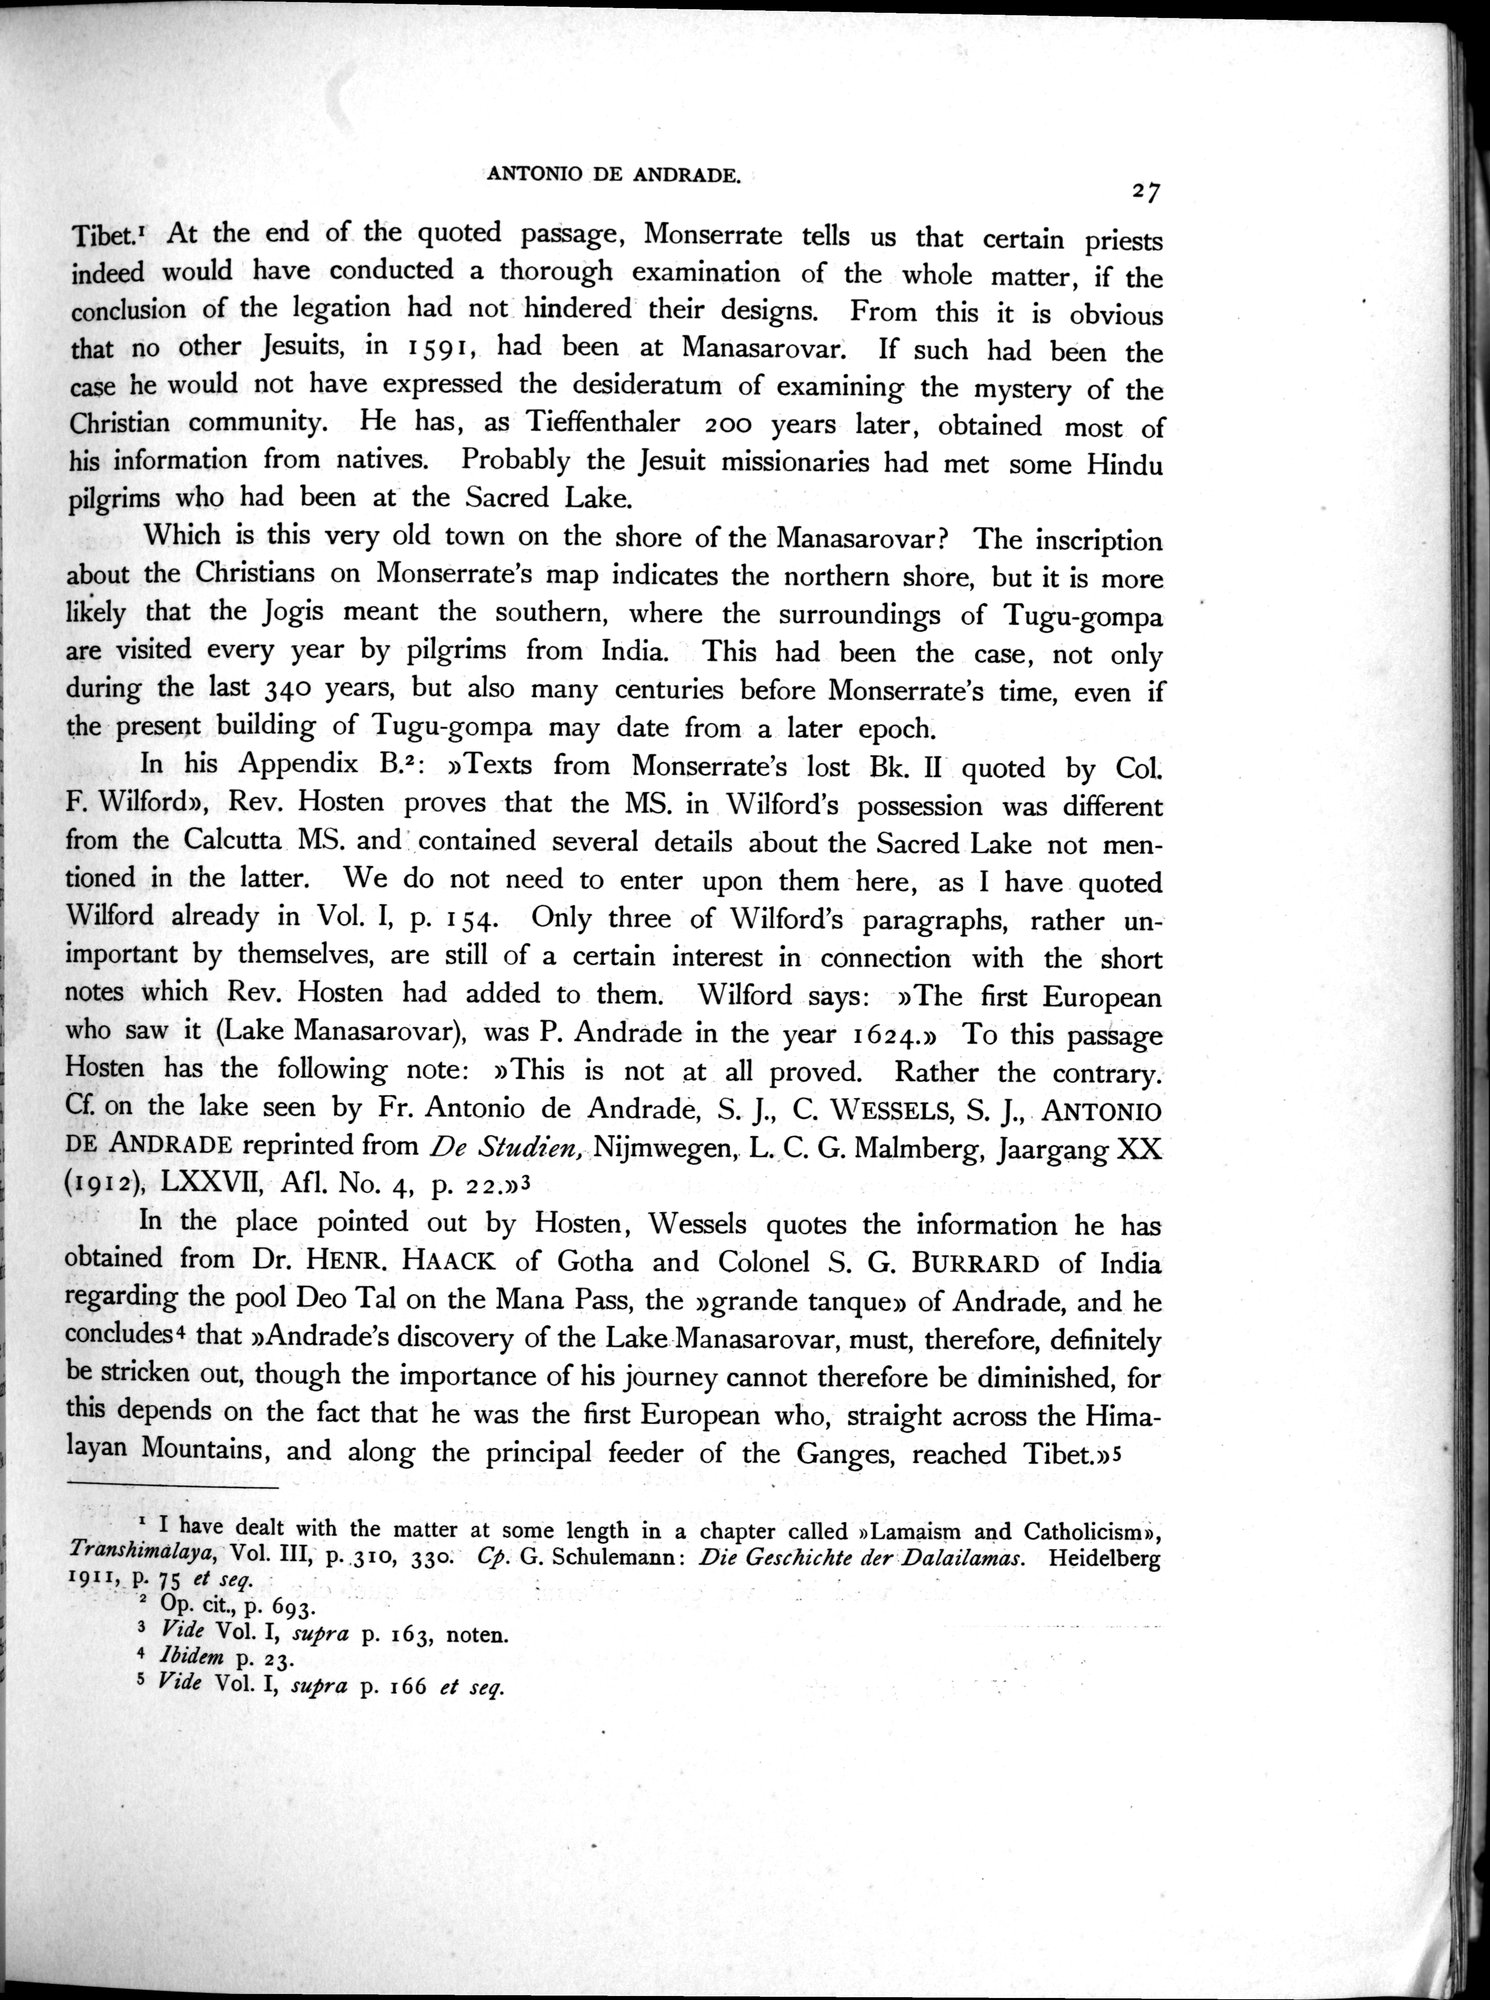 ANTONIO DE ANDRADE.
27
Tibet.¹ At the end of the quoted passage, Monserrate tells us that certain priests
indeed would have conducted a thorough examination of the whole matter, if the
conclusion of the legation had not hindered their designs. From this it is obvious
that no other Jesuits, in 1591, had been at Manasarovar. If such had been the
case he would not have expressed the desideratum of examining the mystery of the
Christian community. He has, as Tieffenthaler 200 years later, obtained most of
his information from natives. Probably the Jesuit missionaries had met some Hindu
pilgrims who had been at the Sacred Lake.
Which is this very old town on the shore of the Manasarovar? The inscription
about the Christians on Monserrate's map indicates the northern shore, but it is more
likely that the Jogis meant the southern, where the surroundings of Tugu-gompa
are visited every year by pilgrims from India. This had been the case, not only
during the last 340 years, but also many centuries before Monserrate's time, even if
the present building of Tugu-gompa may date from a later epoch.
In his Appendix B.²: »Texts from Monserrate's lost Bk. II quoted by Col.
F. Wilford», Rev. Hosten proves that the MS. in Wilford's possession was different
from the Calcutta MS. and contained several details about the Sacred Lake not men-
tioned in the latter. We do not need to enter upon them here, as I have quoted
Wilford already in Vol. I, p. 154. Only three of Wilford's paragraphs, rather un-
important by themselves, are still of a certain interest in connection with the short
notes which Rev. Hosten had added to them. Wilford says: »The first European
who saw it (Lake Manasarovar), was P. Andrade in the year 1624.» To this passage
Hosten has the following note: »This is not at all proved. Rather the contrary.
Cf. on the lake seen by Fr. Antonio de Andrade, S. J., C. WESSELS, S. J., ANTONIO
DE ANDRADE reprinted from De Studien, Nijmwegen, L. C. G. Malmberg, Jaargang XX
(1912), LXXVII, Afl. No. 4, p. 22.»³
In the place pointed out by Hosten, Wessels quotes the information he has
obtained from Dr. HENR. HAACK of Gotha and Colonel S. G. BURRARD of India
regarding the pool Deo Tal on the Mana Pass, the »grande tanque» of Andrade, and he
concludes⁴ that »Andrade's discovery of the Lake Manasarovar, must, therefore, definitely
be stricken out, though the importance of his journey cannot therefore be diminished, for
this depends on the fact that he was the first European who, straight across the Hima-
layan Mountains, and along the principal feeder of the Ganges, reached Tibet.»⁵
¹ I have dealt with the matter at some length in a chapter called »Lamaism and Catholicism»,
Transhimalaya, Vol. III, p. 310, 330. Cp. G. Schulemann: Die Geschichte der Dalailamas. Heidelberg
1911, p. 75 et seq.
² Op. cit., p. 693.
³ Vide Vol. I, supra p. 163, noten.
⁴ Ibidem p. 23.
⁵ Vide Vol. I, supra p. 166 et seq.